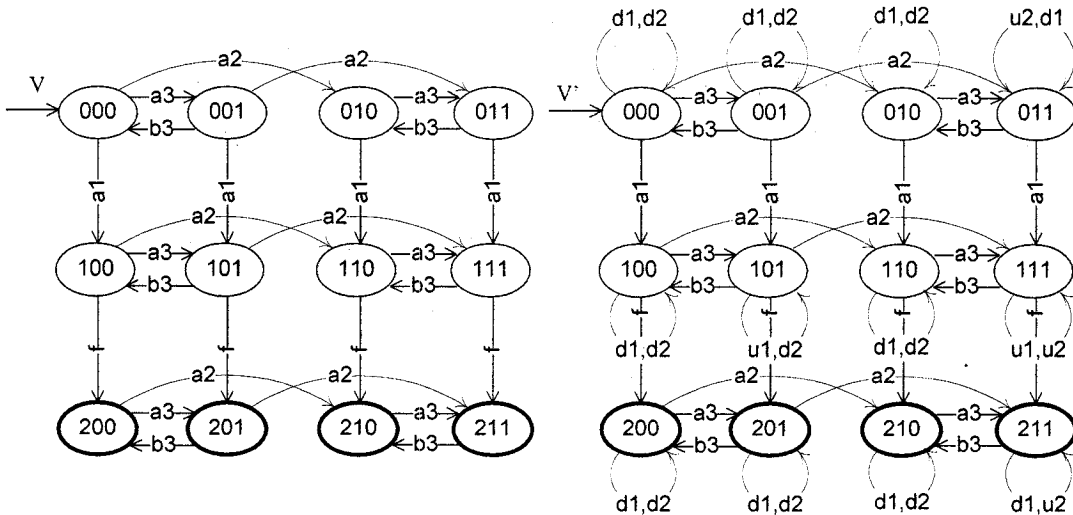 d1,d2 d1,d2 d1,d2 u2,d1
V a2 a2 V' a2 a2
000 a3 001 010 a3 011 000 a3 001 010 a3 011
b3 b3 b3 b3
a1 a1 a1 a1 a1 a1 a1 a1
a2 a2 a2 a2
100 a3 101 110 a3 111 100 a3 101 110 a3 111
b3 b3 b3 b3
f f f f f f f f
d1,d2 u1,d2 d1,d2 u1,u2
a2 a2 a2 a2
200 a3 201 210 a3 211 200 a3 201 210 a3 211
b3 b3 b3 b3
d1,d2 d1,d2 d1,d2 d1,u2